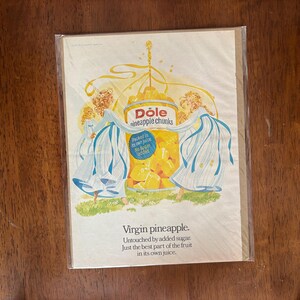 Dole
pineapple chunks
Virgin pineapple.
Untouched by added sugar.
Just the best part of the fruit
in its own juice.